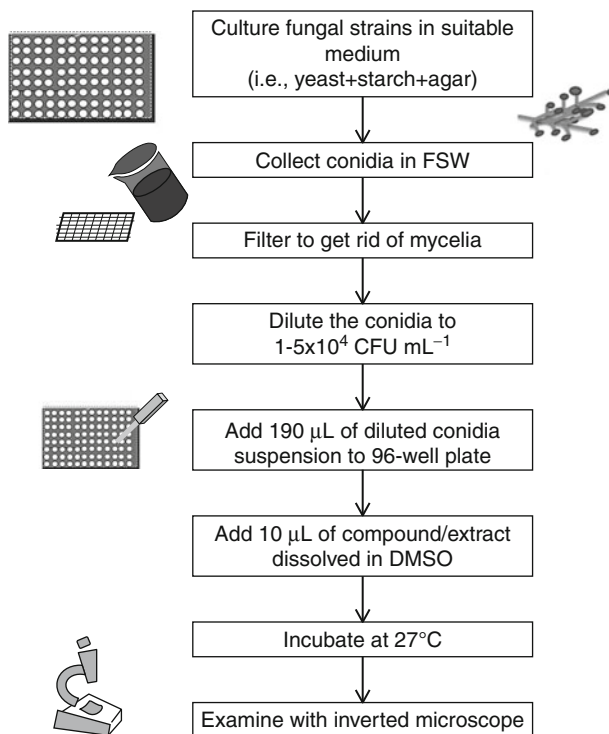 Culture fungal strains in suitable
medium
(i.e., yeast+starch+agar)
Collect conidia in FSW
Filter to get rid of mycelia
Dilute the conidia to
1-5x10⁴ CFU mL⁻¹
Add 190 µL of diluted conidia
suspension to 96-well plate
Add 10 µL of compound/extract
dissolved in DMSO
Incubate at 27°C
Examine with inverted microscope